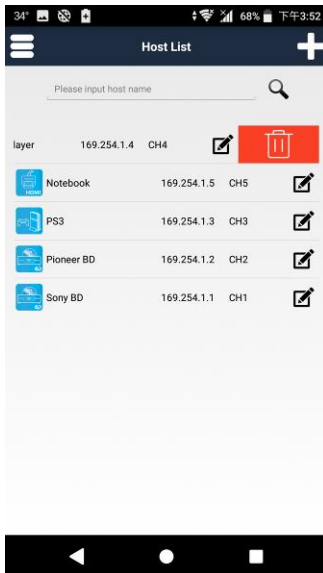 34° 68% 下午3:52
Host List
Please input host name
layer 169.254.1.4 CH4
Notebook 169.254.1.5 CH5
HDMI
PS3 169.254.1.3 CH3
Pioneer BD 169.254.1.2 CH2
Sony BD 169.254.1.1 CH1